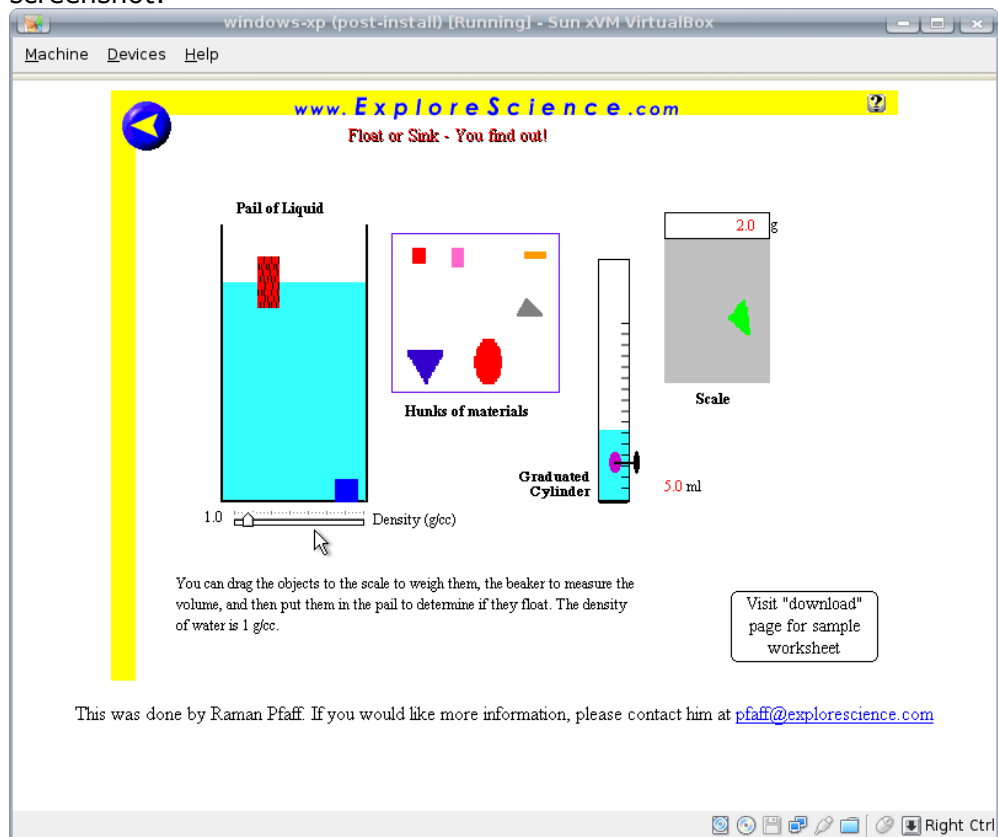 screenshot.
windows-xp (post-install) [Running] - Sun xVM VirtualBox
Machine Devices Help
www.ExploreScience.com
Float or Sink - You find out!
Pail of Liquid
2.0 g
Hunks of materials
Scale
Graduated
Cylinder
5.0 ml
1.0
Density (g/cc)
You can drag the objects to the scale to weigh them, the beaker to measure the
volume, and then put them in the pail to determine if they float. The density
of water is 1 g/cc.
Visit "download"
page for sample
worksheet
This was done by Raman Pfaff. If you would like more information, please contact him at pfaff@explorescience.com
Right Ctrl